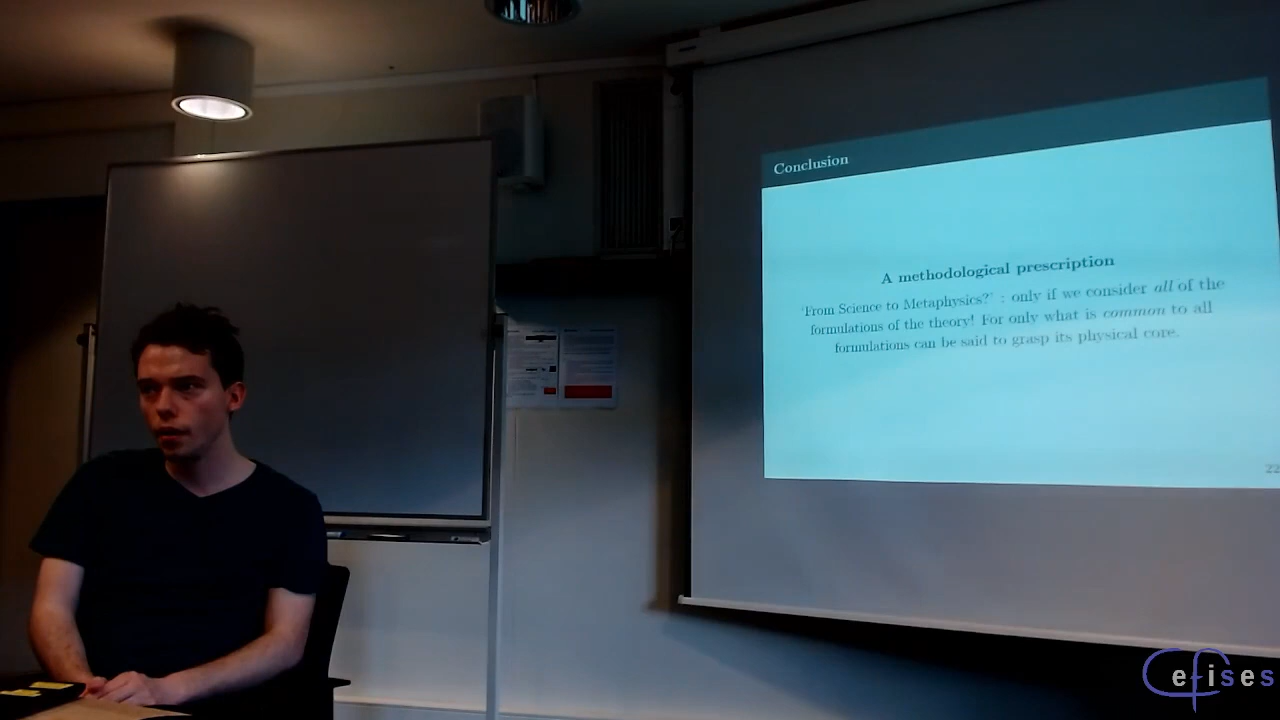 Conclusion
A methodological prescription
'From Science to Metaphysics?' : only if we consider all of the
formulations of the theory! For only what is common to all
formulations can be said to grasp its physical core.
22
Cefises